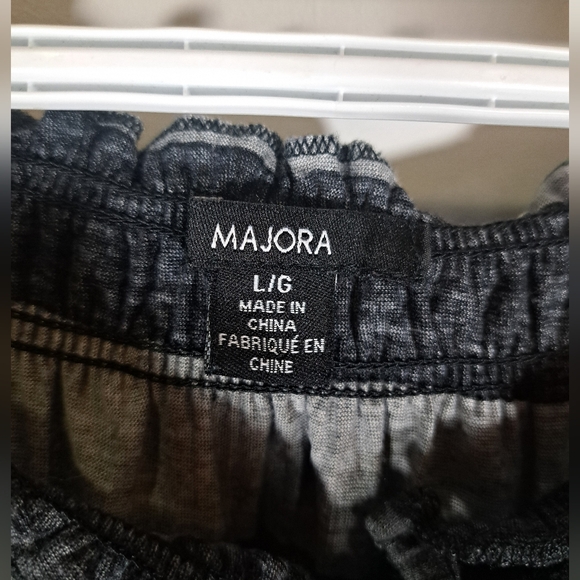 MAJORA
L/G
MADE IN
CHINA
FABRIQUÉ EN
CHINE